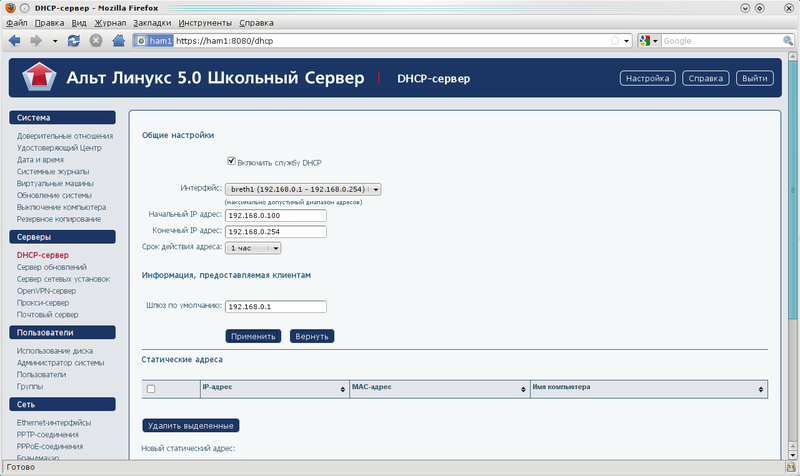 DHCP-сервер - Mozilla Firefox
Файл Правка Вид Журнал Закладки Инструменты Справка
ham1 https://ham1:8080/dhcp
Google
Альт Линукс 5.0 Школьный Сервер | DHCP-сервер
Настройка Справка Выйти
Система
Доверительные отношения
Удостоверяющий Центр
Дата и время
Системные журналы
Виртуальные машины
Обновление системы
Выключение компьютера
Резервное копирование
Серверы
DHCP-сервер
Сервер обновлений
Сервер сетевых установок
OpenVPN-сервер
Прокси-сервер
Почтовый сервер
Пользователи
Использование диска
Администратор системы
Пользователи
Группы
Сеть
Ethernet-интерфейсы
PPTP-соединения
PPPoE-соединения
Брандмауэр
Общие настройки
Включить службу DHCP
Интерфейс: breth1 (192.168.0.1 - 192.168.0.254)
(максимально допустимый диапазон адресов)
Начальный IP адрес: 192.168.0.100
Конечный IP адрес: 192.168.0.254
Срок действия адреса: 1 час
Информация, предоставляемая клиентам
Шлюз по умолчанию: 192.168.0.1
Применить Вернуть
Статические адреса
IP-адрес MAC-адрес Имя компьютера
Удалить выделенные
Новый статический адрес:
Готово